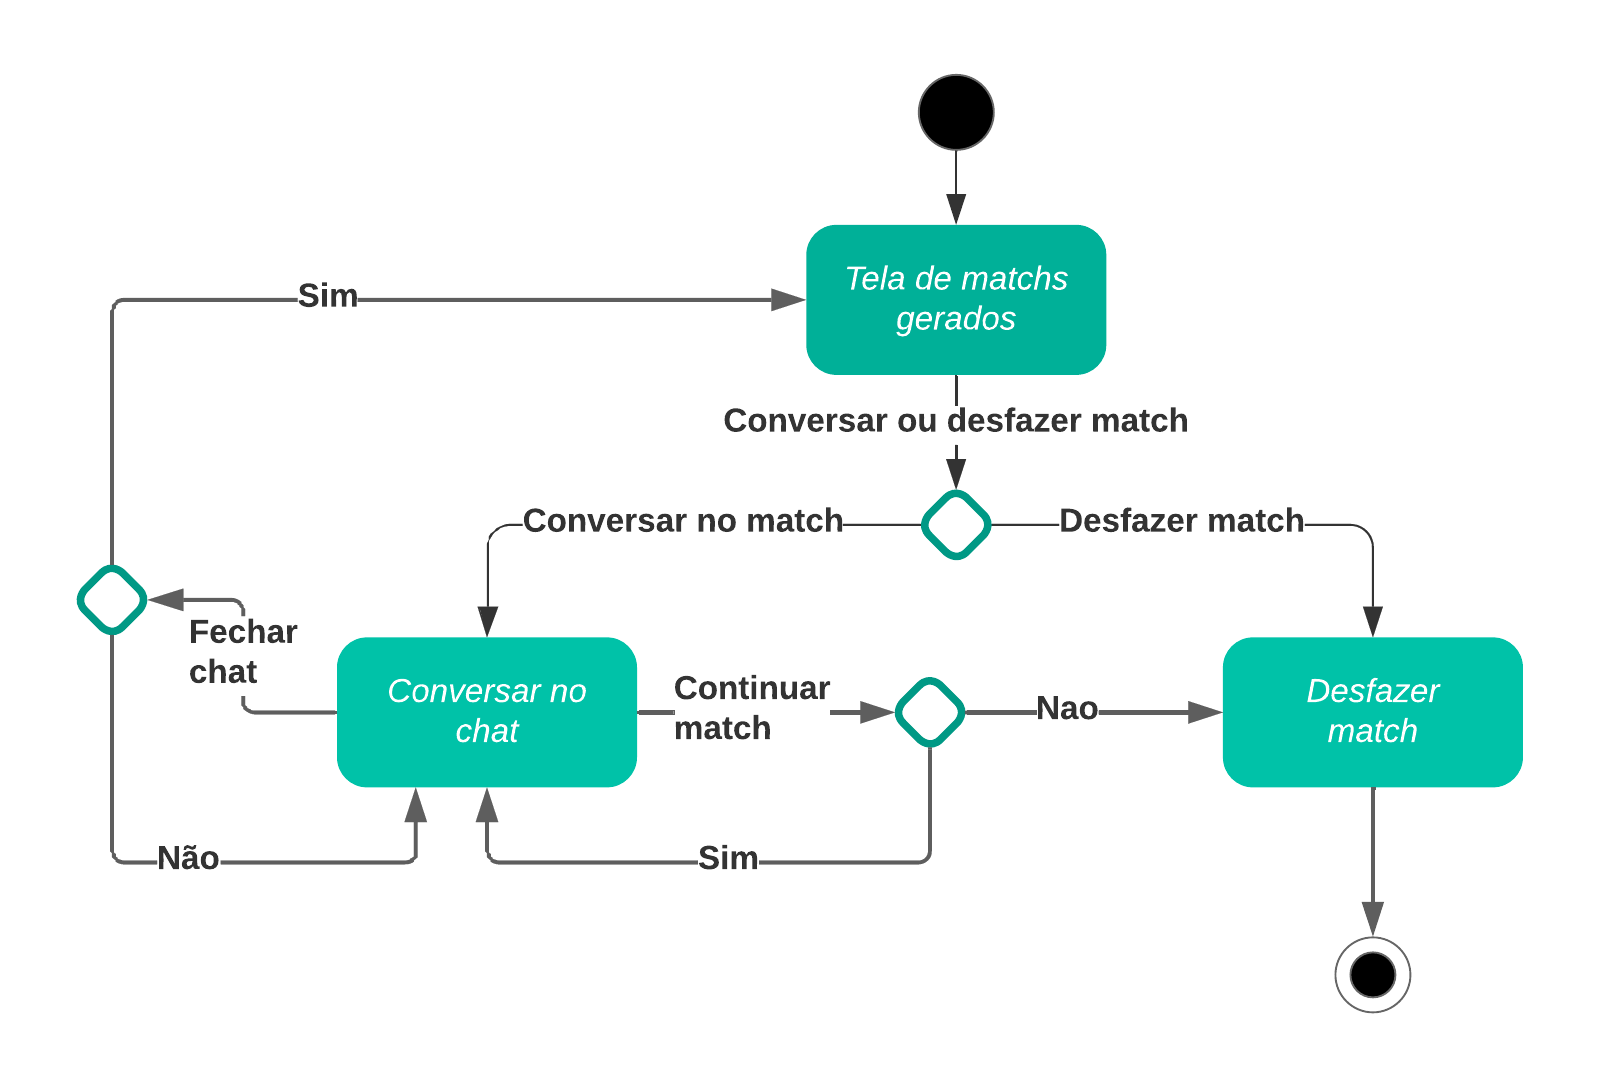 Tela de matchs
gerados
Sim
Conversar ou desfazer match
Conversar no match
Desfazer match
Fechar
chat
Conversar no
chat
Continuar
match
Nao
Desfazer
match
Não
Sim